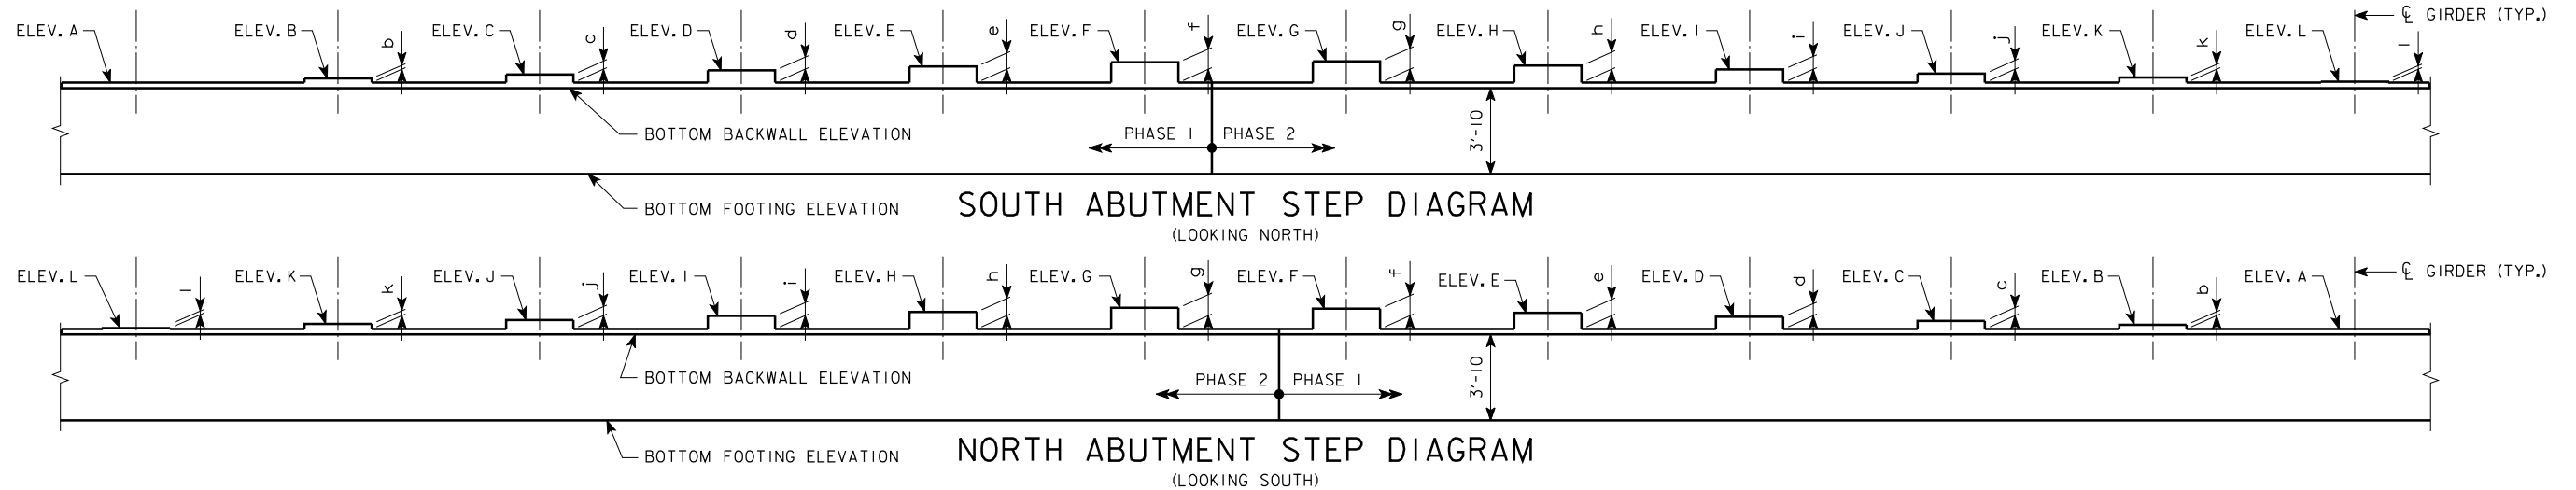 ELEV. A
ELEV. B
b
ELEV. C
c
ELEV. D
d
ELEV. E
e
ELEV. F
f
ELEV. G
g
ELEV. H
h
ELEV. I
i
ELEV. J
j
ELEV. K
k
ELEV. L
l
℄ GIRDER (TYP.)
BOTTOM BACKWALL ELEVATION
PHASE 1
PHASE 2
3'-10
BOTTOM FOOTING ELEVATION
SOUTH ABUTMENT STEP DIAGRAM
(LOOKING NORTH)
ELEV. L
l
ELEV. K
k
ELEV. J
j
ELEV. I
i
ELEV. H
h
ELEV. G
g
ELEV. F
f
ELEV. E
e
ELEV. D
d
ELEV. C
c
ELEV. B
b
ELEV. A
℄ GIRDER (TYP.)
BOTTOM BACKWALL ELEVATION
PHASE 2
PHASE 1
3'-10
BOTTOM FOOTING ELEVATION
NORTH ABUTMENT STEP DIAGRAM
(LOOKING SOUTH)